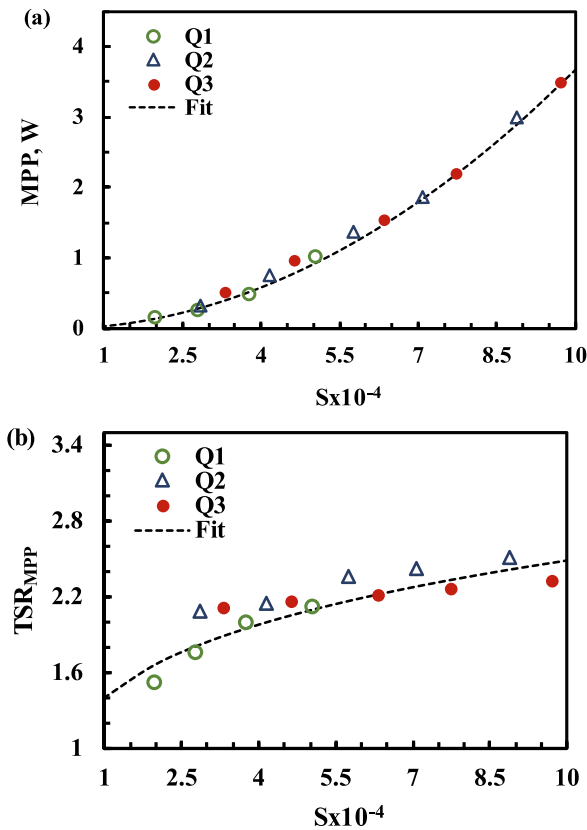 (a)
Q1
Q2
Q3
Fit
MPP, W
4
3
2
1
0
1 2.5 4 5.5 7 8.5 10
Sx10⁻⁴
(b)
Q1
Q2
Q3
Fit
TSR_MPP
3.4
2.8
2.2
1.6
1
1 2.5 4 5.5 7 8.5 10
Sx10⁻⁴